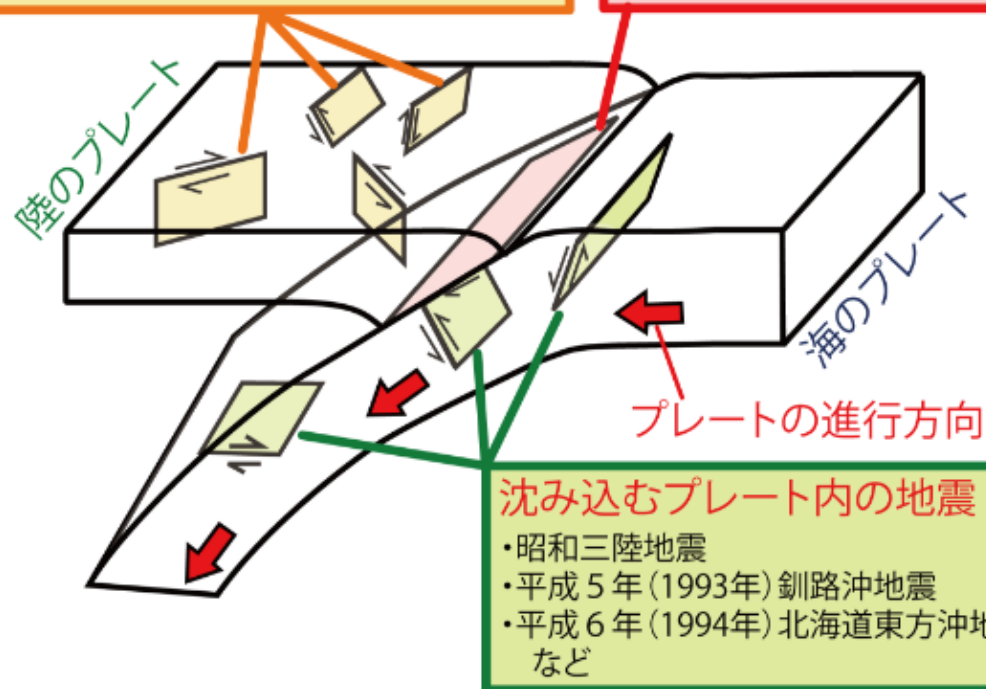 陸のプレート
海のプレート
プレートの進行方向
沈み込むプレート内の地震
・昭和三陸地震
・平成５年（1993年）釧路沖地震
・平成６年（1994年）北海道東方沖地
など